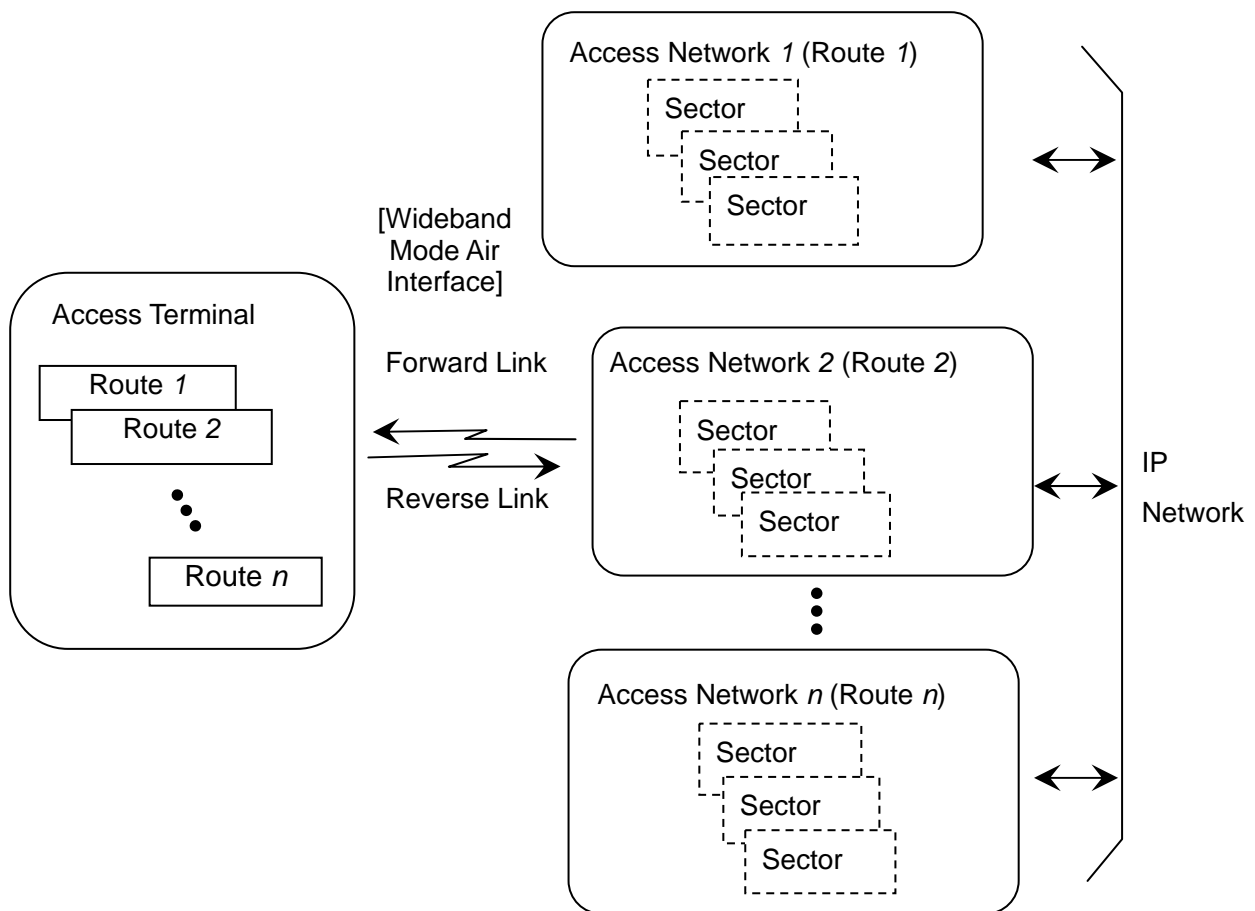 Access Network 1 (Route 1)
Sector
Sector
Sector
[Wideband
Mode Air
Interface]
Access Terminal
Route 1
Route 2
Route n
Forward Link
Reverse Link
Access Network 2 (Route 2)
Sector
Sector
Sector
IP
Network
Access Network n (Route n)
Sector
Sector
Sector